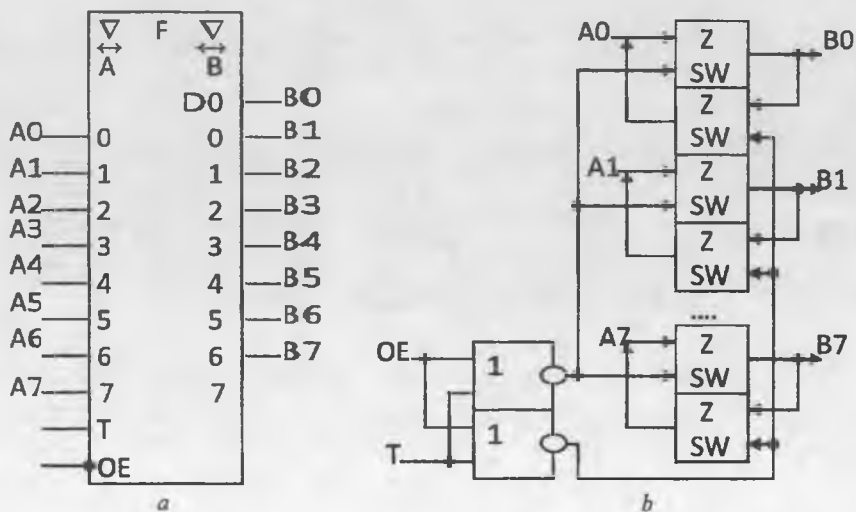 F
A B
D0 B0
A0 0 0 B1
A1 1 1 B2
A2 2 2 B3
A3 3 3 B4
A4 4 4 B5
A5 5 5 B6
A6 6 6 B7
A7 7 7
T
OE
a
A0 Z B0
SW
Z
SW
A1 Z B1
SW
Z
SW
....
A7 Z B7
SW
Z
SW
OE 1
1
T
b